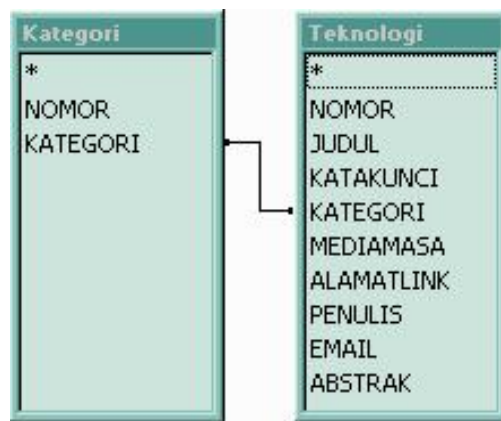 Kategori
*
NOMOR
KATEGORI
Teknologi
*
NOMOR
JUDUL
KATAKUNCI
KATEGORI
MEDIAMASA
ALAMATLINK
PENULIS
EMAIL
ABSTRAK